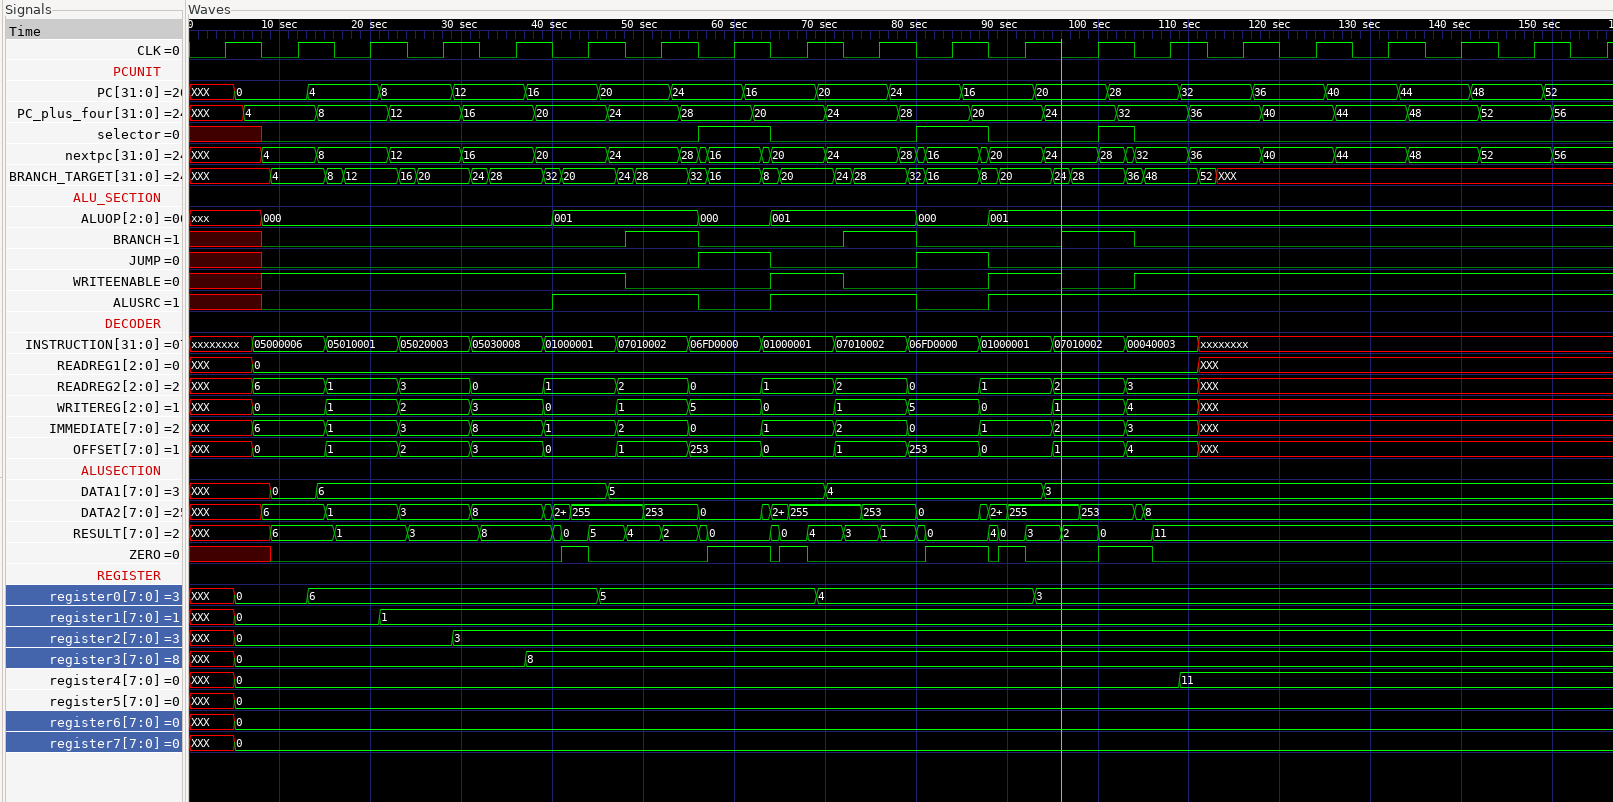 Signals Waves
Time 0 10 sec 20 sec 30 sec 40 sec 50 sec 60 sec 70 sec 80 sec 90 sec 100 sec 110 sec 120 sec 130 sec 140 sec 150 sec 1
CLK =0
PCUNIT
PC[31:0] =20 XXX 0 4 8 12 16 20 24 16 20 24 16 20 28 32 36 40 44 48 52
PC_plus_four[31:0] =24 XXX 4 8 12 16 20 24 28 20 24 28 20 24 32 36 40 44 48 52 56
selector =0
nextpc[31:0] =24 XXX 4 8 12 16 20 24 28 16 20 24 28 16 20 24 28 32 36 40 44 48 52 56
BRANCH_TARGET[31:0] =24 XXX 4 8 12 16 20 24 28 32 20 24 28 32 16 8 20 24 28 32 16 8 20 24 28 36 48 52 XXX
ALU_SECTION
ALUOP[2:0] =00 xxx 000 001 000 001 000 001
BRANCH =1
JUMP =0
WRITEENABLE =0
ALUSRC =1
DECODER
INSTRUCTION[31:0] =0 xxxxxxxx 05000006 05010001 05020003 05030008 01000001 07010002 06FD0000 01000001 07010002 06FD0000 01000001 07010002 00040003 xxxxxxxx
READREG1[2:0] =0 XXX 0 XXX
READREG2[2:0] =2 XXX 6 1 3 0 1 2 0 1 2 0 1 2 3 XXX
WRITEREG[2:0] =1 XXX 0 1 2 3 0 1 5 0 1 5 0 1 4 XXX
IMMEDIATE[7:0] =2 XXX 6 1 3 8 1 2 0 1 2 0 1 2 3 XXX
OFFSET[7:0] =1 XXX 0 1 2 3 0 1 253 0 1 253 0 1 4 XXX
ALUSECTION
DATA1[7:0] =3 XXX 0 6 5 4 3
DATA2[7:0] =25 XXX 6 1 3 8 2+ 255 253 0 2+ 255 253 0 2+ 255 253 8
RESULT[7:0] =2 XXX 6 1 3 8 0 5 4 2 0 0 4 3 1 0 4 0 3 2 0 11
ZERO =0
REGISTER
register0[7:0] =3 XXX 0 6 5 4 3
register1[7:0] =1 XXX 0 1
register2[7:0] =3 XXX 0 3
register3[7:0] =8 XXX 0 8
register4[7:0] =0 XXX 0 11
register5[7:0] =0 XXX 0
register6[7:0] =0 XXX 0
register7[7:0] =0 XXX 0